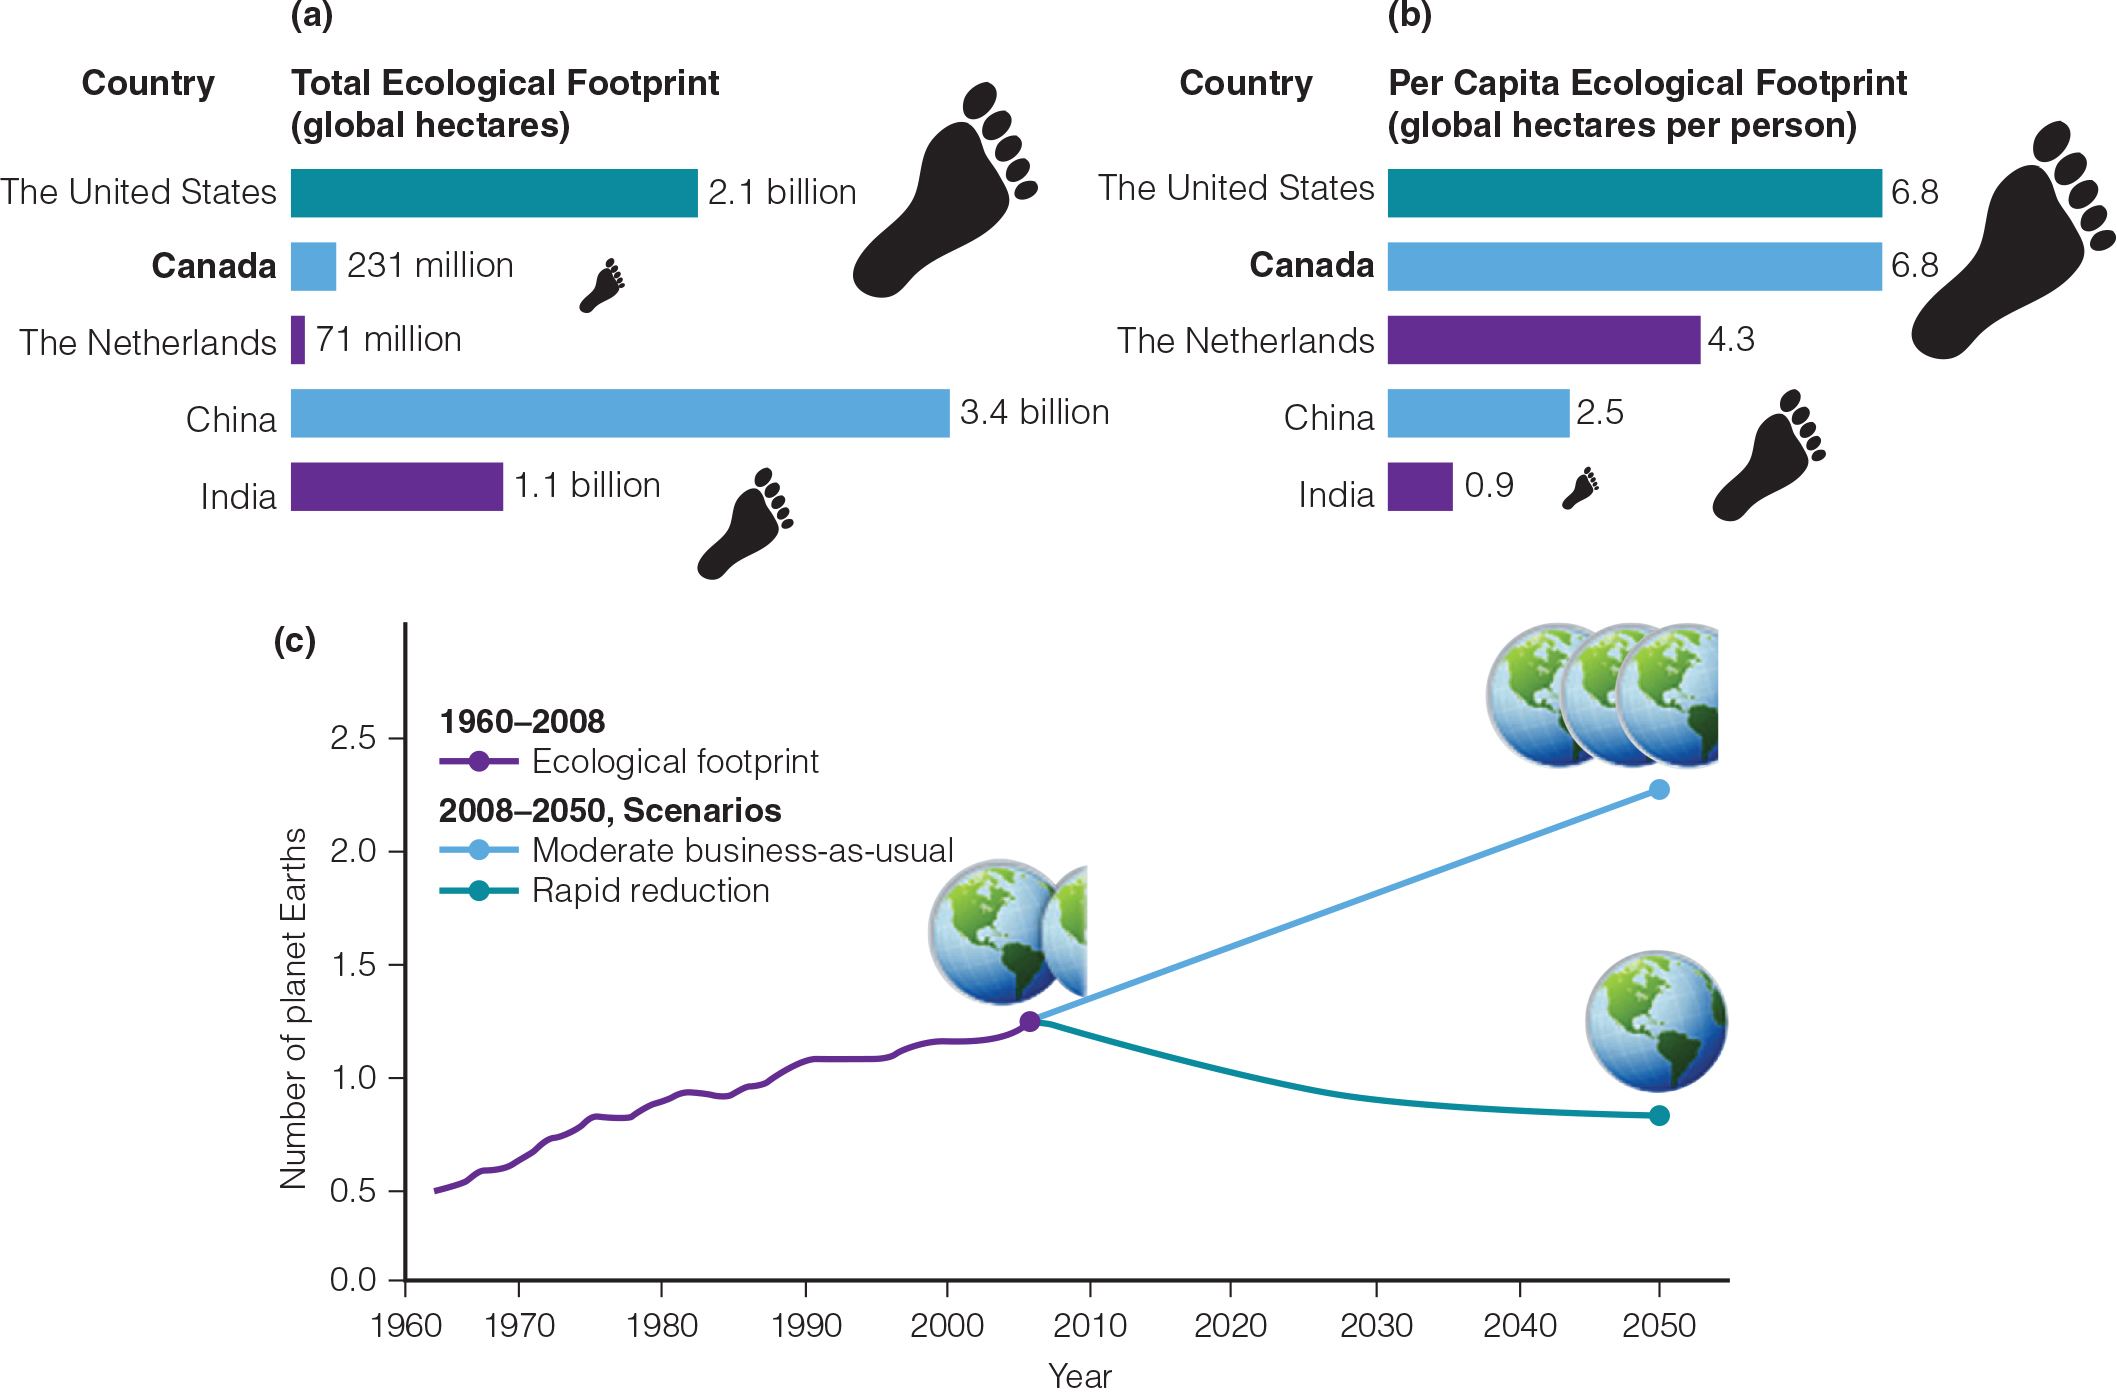 (a)
Country
Total Ecological Footprint
(global hectares)
The United States
2.1 billion
Canada
231 million
The Netherlands
71 million
China
3.4 billion
India
1.1 billion
(b)
Country
Per Capita Ecological Footprint
(global hectares per person)
The United States
6.8
Canada
6.8
The Netherlands
4.3
China
2.5
India
0.9
(c)
1960–2008
Ecological footprint
2008–2050, Scenarios
Moderate business-as-usual
Rapid reduction
Number of planet Earths
2.5
2.0
1.5
1.0
0.5
0.0
1960 1970 1980 1990 2000 2010 2020 2030 2040 2050
Year